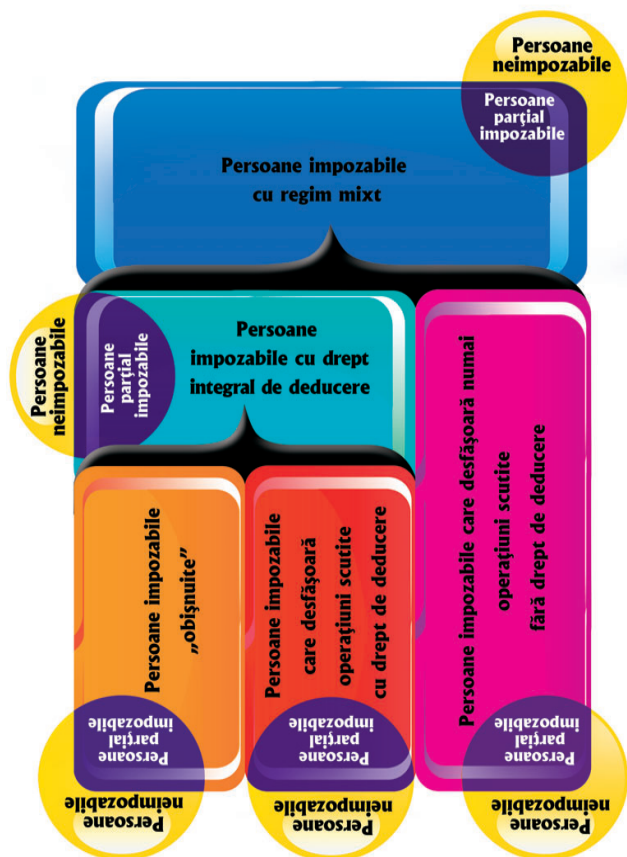 Persoane
neimpozabile
Persoane
parţial
impozabile
Persoane impozabile
cu regim mixt
Persoane
neimpozabile
Persoane
parţial
impozabile
Persoane
impozabile cu drept
integral de deducere
Persoane impozabile care desfăşoară numai
operaţiuni scutite
fără drept de deducere
Persoane impozabile
„obişnuite”
Persoane impozabile
care desfăşoară
operaţiuni scutite
cu drept de deducere
Persoane
parţial
impozabile
Persoane
neimpozabile
Persoane
parţial
impozabile
Persoane
neimpozabile
Persoane
parţial
impozabile
Persoane
neimpozabile